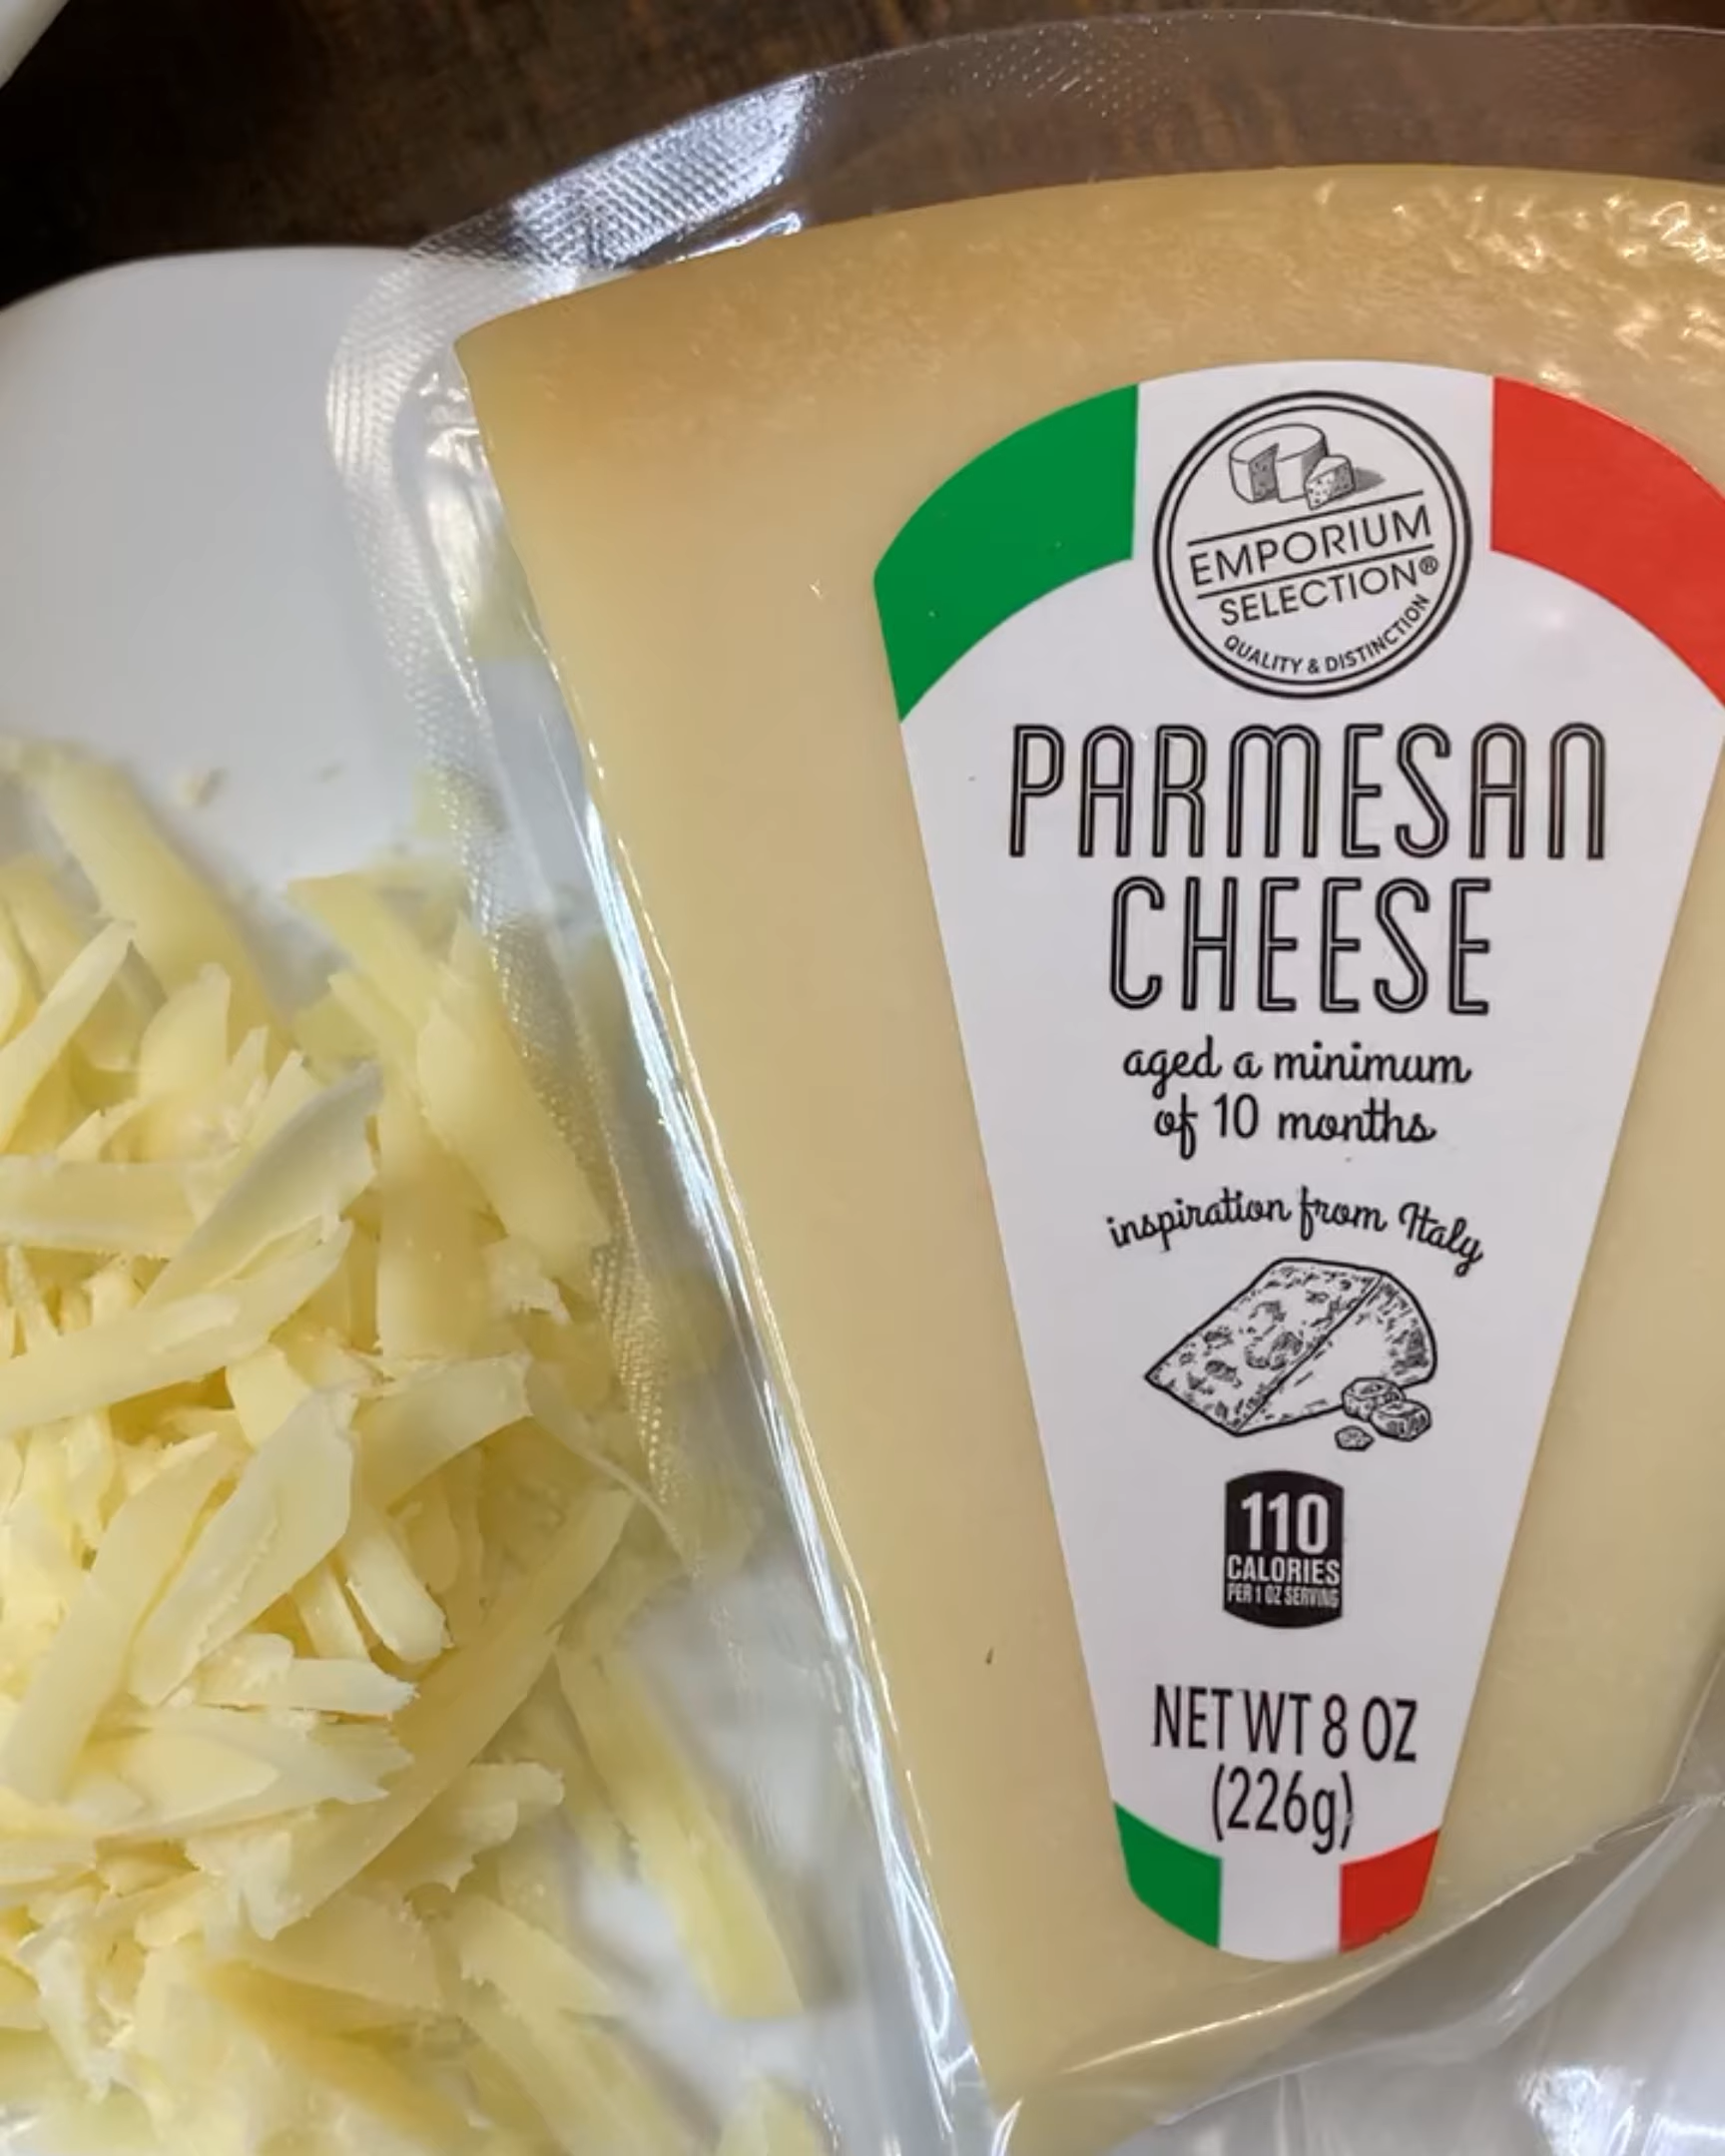 EMPORIUM
SELECTION®
QUALITY & DISTINCTION
PARMESAN
CHEESE
aged a minimum
of 10 months
inspiration from Italy
110
CALORIES
PER 1 OZ SERVING
NET WT 8 OZ
(226g)